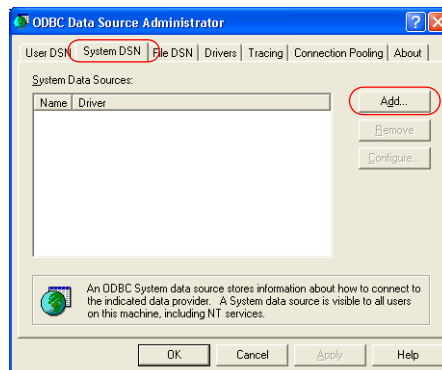 ODBC Data Source Administrator
User DSN System DSN File DSN Drivers Tracing Connection Pooling About
System Data Sources:
Name Driver
Add...
Remove
Configure...
An ODBC System data source stores information about how to connect to
the indicated data provider. A System data source is visible to all users
on this machine, including NT services.
OK Cancel Apply Help